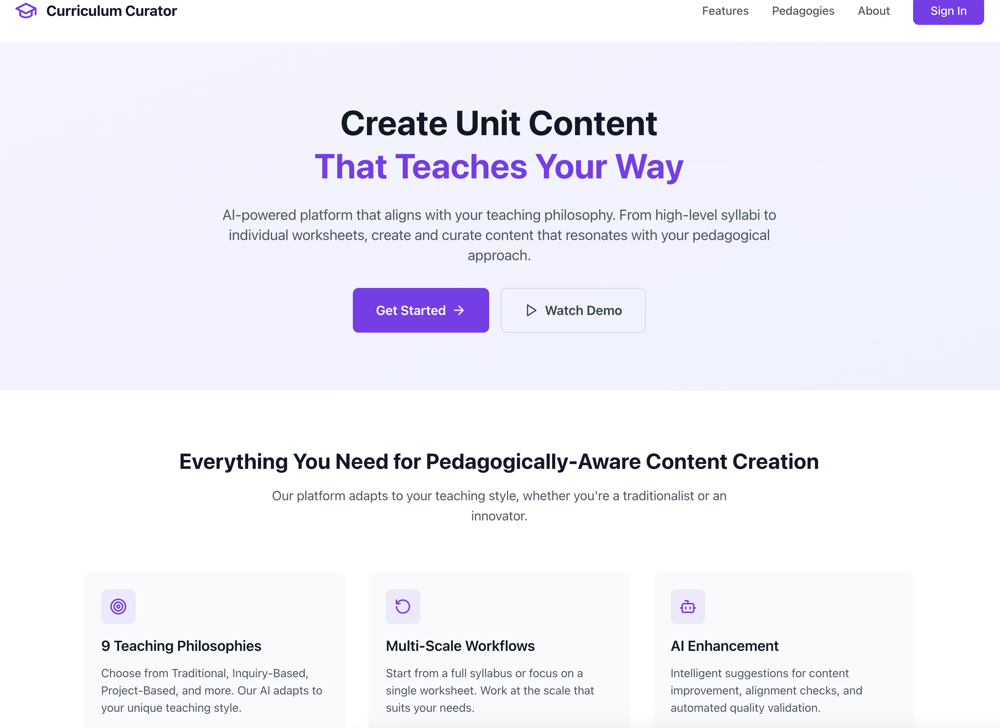 Curriculum Curator
Features
Pedagogies
About
Sign In
Create Unit Content
That Teaches Your Way
AI-powered platform that aligns with your teaching philosophy. From high-level syllabi to
individual worksheets, create and curate content that resonates with your pedagogical
approach.
Get Started
Watch Demo
Everything You Need for Pedagogically-Aware Content Creation
Our platform adapts to your teaching style, whether you're a traditionalist or an
innovator.
9 Teaching Philosophies
Choose from Traditional, Inquiry-Based,
Project-Based, and more. Our AI adapts to
your unique teaching style.
Multi-Scale Workflows
Start from a full syllabus or focus on a
single worksheet. Work at the scale that
suits your needs.
AI Enhancement
Intelligent suggestions for content
improvement, alignment checks, and
automated quality validation.